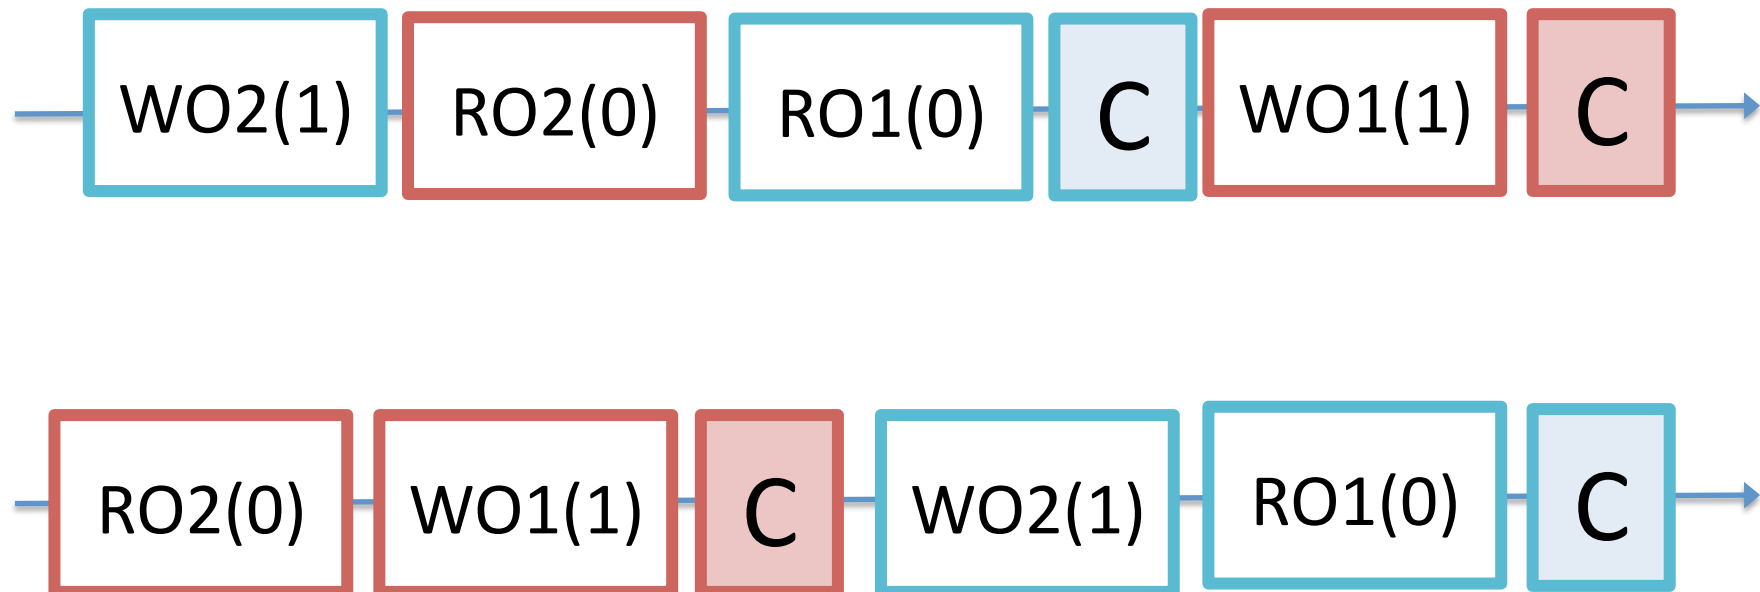 WO2(1) RO2(0) RO1(0) C WO1(1) C
RO2(0) WO1(1) C WO2(1) RO1(0) C